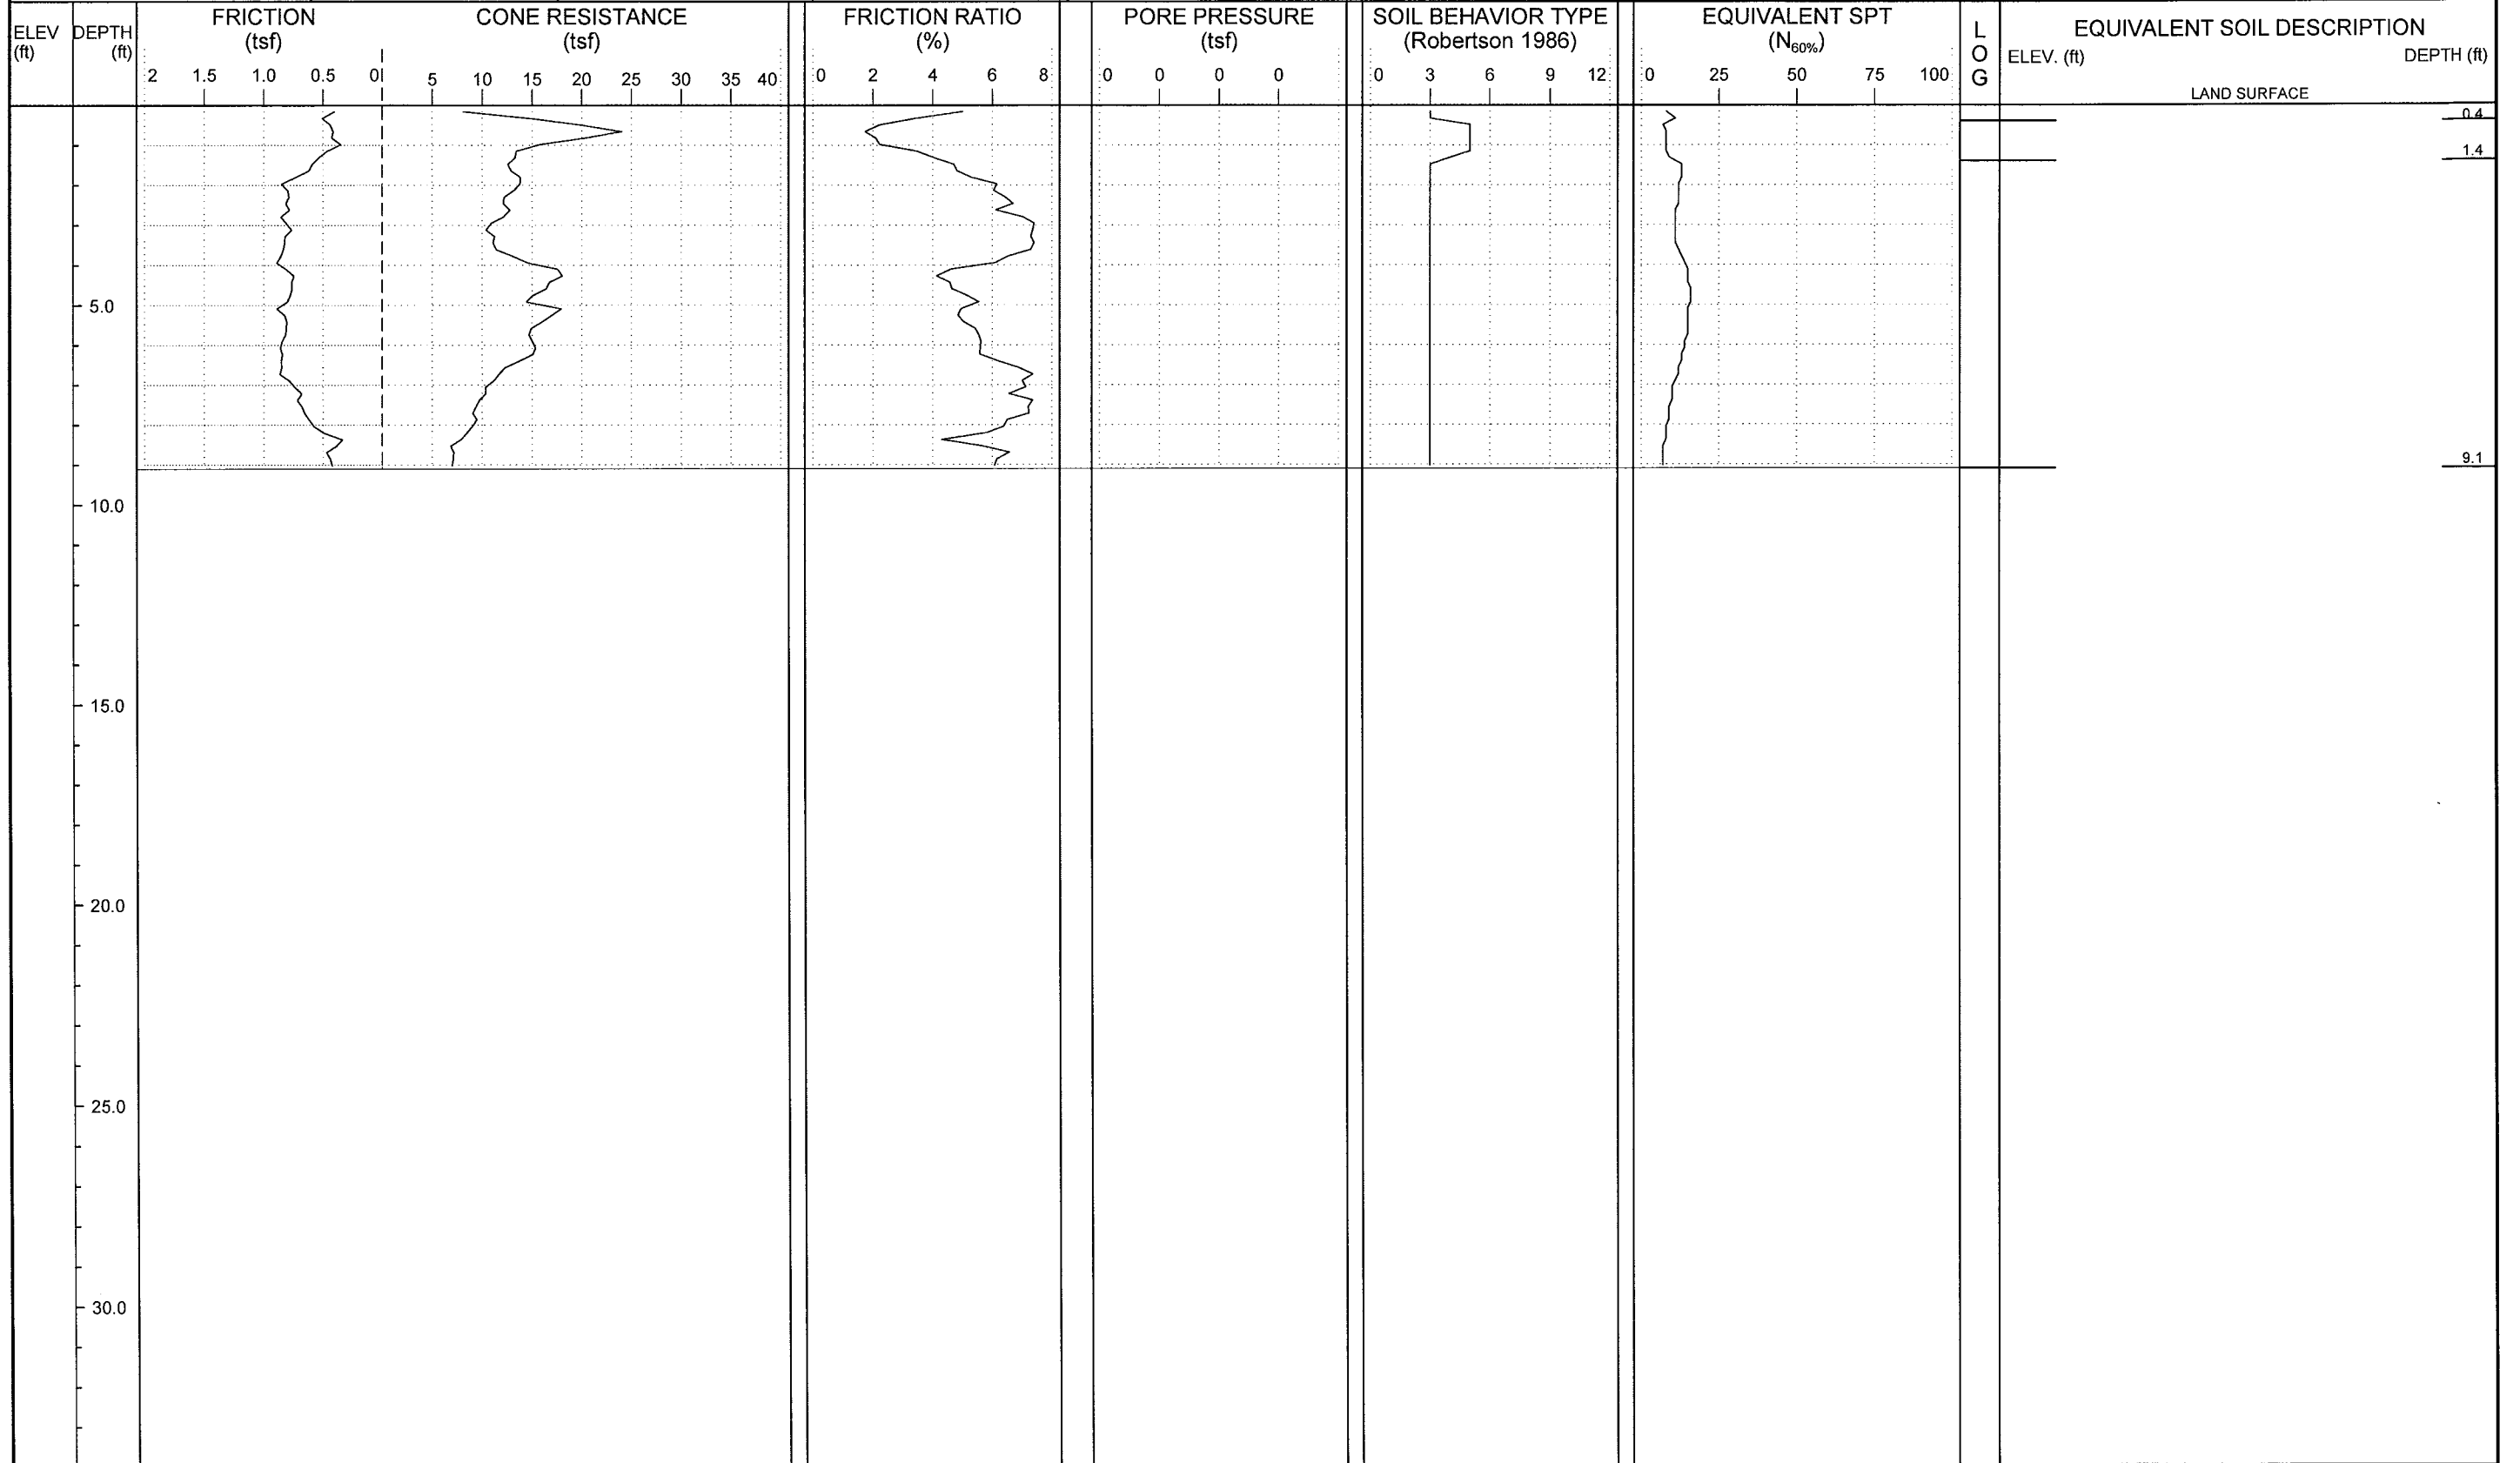 ELEV (ft)
DEPTH (ft)
FRICTION (tsf)
2 1.5 1.0 0.5 0
CONE RESISTANCE (tsf)
5 10 15 20 25 30 35 40
FRICTION RATIO (%)
0 2 4 6 8
PORE PRESSURE (tsf)
0 0 0 0
SOIL BEHAVIOR TYPE (Robertson 1986)
0 3 6 9 12
EQUIVALENT SPT (N60%)
0 25 50 75 100
LOG
EQUIVALENT SOIL DESCRIPTION
ELEV. (ft) DEPTH (ft)
LAND SURFACE
0.4
1.4
5.0
9.1
10.0
15.0
20.0
25.0
30.0